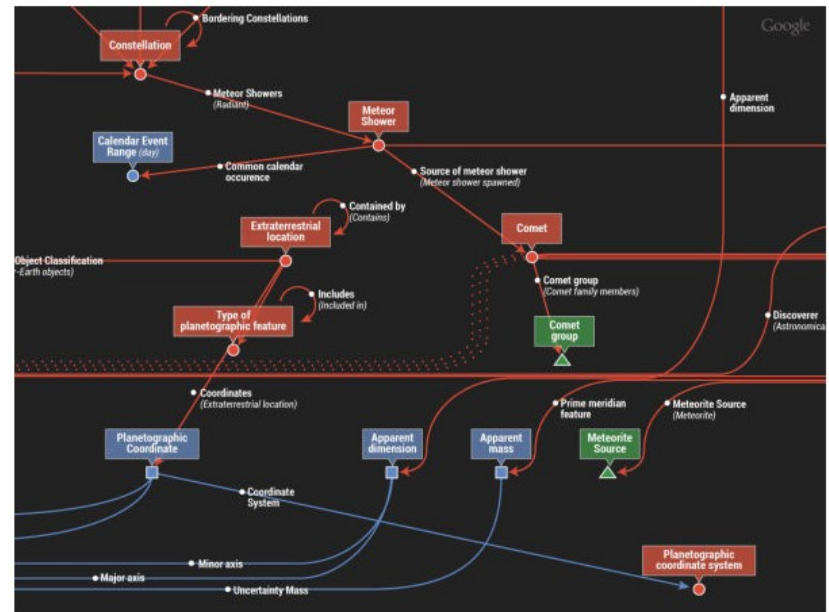 Bordering Constellations
Google
Constellation
Meteor Showers
(Radiant)
Apparent
dimension
Meteor
Shower
Calendar Event
Range (day)
Common calendar
occurence
Source of meteor shower
(Meteor shower spawned)
Contained by
(Contains)
Extraterrestrial
location
Comet
Object Classification
-Earth objects)
Comet group
(Comet family members)
Includes
(Included in)
Type of
planetographic feature
Discoverer
(Astronomica
Comet
group
Coordinates
(Extraterrestrial location)
Prime meridian
feature
Meteorite Source
(Meteorite)
Planetographic
Coordinate
Apparent
dimension
Apparent
mass
Meteorite
Source
Coordinate
System
Planetographic
coordinate system
Minor axis
Major axis
Uncertainty Mass